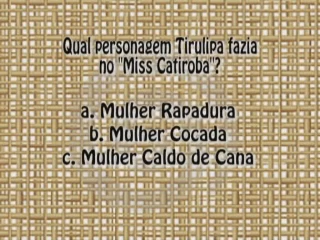 Qual personagem Tirulipa fazia
no "Miss Catiroba"?
a. Mulher Rapadura
b. Mulher Cocada
c. Mulher Caldo de Cana